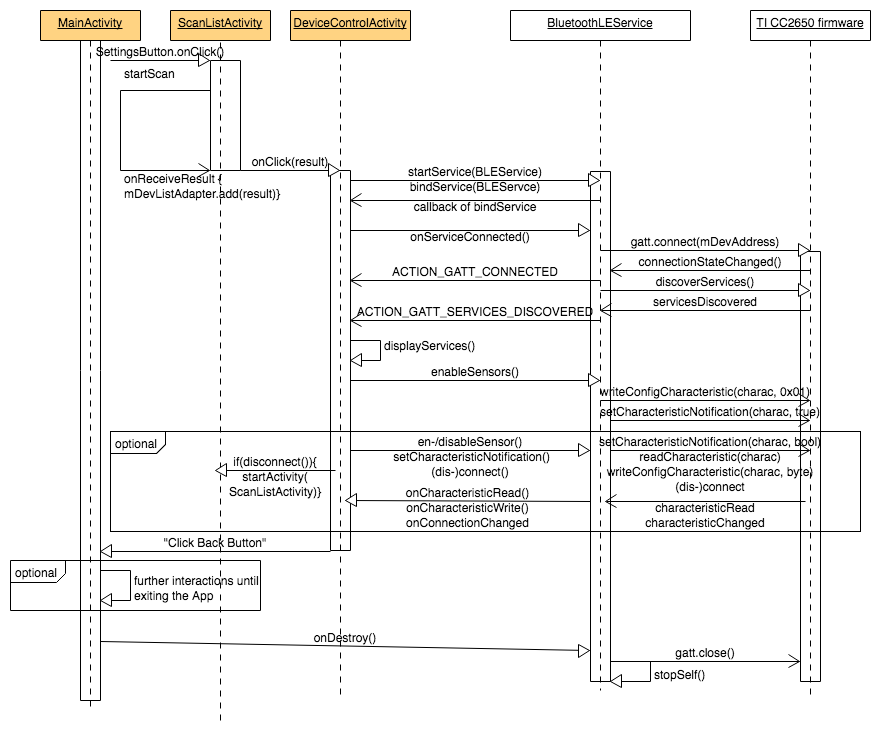 MainActivity
ScanListActivity
DeviceControlActivity
BluetoothLEService
TI CC2650 firmware
SettingsButton.onClick()
startScan
onClick(result)
onReceiveResult {
mDevListAdapter.add(result)}
startService(BLEService)
bindService(BLEServce)
callback of bindService
onServiceConnected()
gatt.connect(mDevAddress)
connectionStateChanged()
ACTION_GATT_CONNECTED
discoverServices()
servicesDiscovered
ACTION_GATT_SERVICES_DISCOVERED
displayServices()
enableSensors()
writeConfigCharacteristic(charac, 0x01)
setCharacteristicNotification(charac, true)
optional
en-/disableSensor()
setCharacteristicNotification()
(dis-)connect()
setCharacteristicNotification(charac, bool)
readCharacteristic(charac)
writeConfigCharacteristic(charac, byte)
(dis-)connect
if(disconnect()){
startActivity(
ScanListActivity)}
onCharacteristicRead()
onCharacteristicWrite()
onConnectionChanged
characteristicRead
characteristicChanged
"Click Back Button"
optional
further interactions until
exiting the App
onDestroy()
gatt.close()
stopSelf()